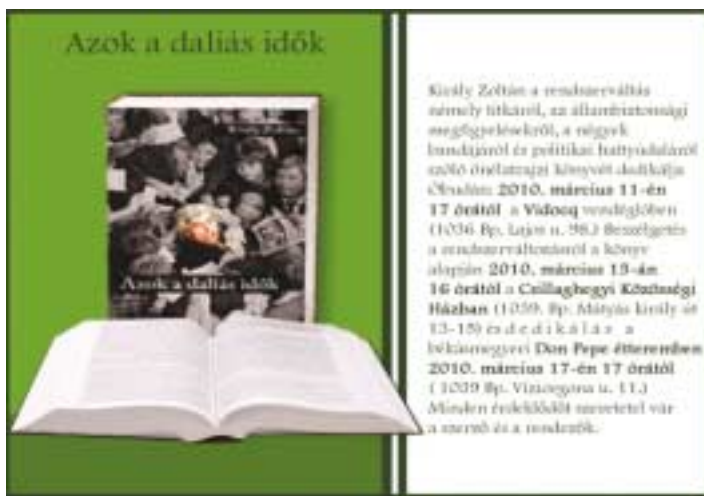 Azok a daliás idők
Király Zoltán
Azok a daliás idők
Király Zoltán a rendszerváltás
némely titkáról, az állambiztonsági
megfigyelésekről, a négyek
bandájáról és politikai hattyúdaláról
szóló önéletrajzi könyvét dedikálja
Óbudán: 2010. március 11-én
17 órától a Vidocq vendéglőben
(1036 Bp. Lajos u. 98.) Beszélgetés
a rendszerváltozásról a könyv
alapján 2010. március 15-án
16 órától a Csillaghegyi Közösségi
Házban (1039. Bp. Mátyás király út
13-15) és d e d i k á l á s a
békásmegyeri Don Pepe étteremben
2010. március 17-én 17 órától
(1039 Bp. Víziorgona u. 11.)
Minden érdeklődőt szeretetel vár
a szerző és a rendezők.